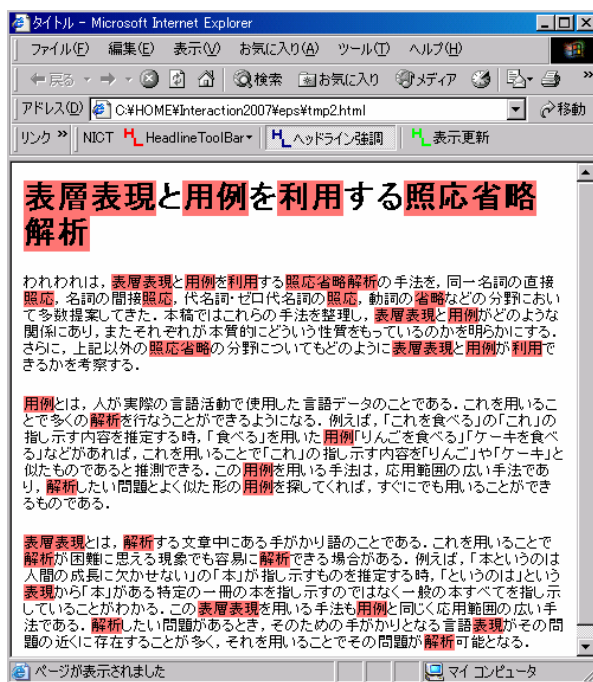 タイトル - Microsoft Internet Explorer
ファイル(F) 編集(E) 表示(V) お気に入り(A) ツール(T) ヘルプ(H)
戻る 検索 お気に入り メディア »
アドレス(D) C:¥HOME¥Interaction2007¥eps¥tmp2.html 移動
リンク » NICT HL HeadlineToolBar HL ヘッドライン強調 HL 表示更新
表層表現と用例を利用する照応省略
解析
われわれは, 表層表現と用例を利用する照応省略解析の手法を, 同一名詞の直接
照応, 名詞の間接照応, 代名詞・ゼロ代名詞の照応, 動詞の省略などの分野におい
て多数提案してきた. 本稿ではこれらの手法を整理し, 表層表現と用例がどのような
関係にあり, またそれぞれが本質的にどういう性質をもっているのかを明らかにする.
さらに, 上記以外の照応省略の分野についてもどのように表層表現と用例が利用で
きるかを考察する.
用例とは, 人が実際の言語活動で使用した言語データのことである. これを用いるこ
とで多くの解析を行なうことができるようになる. 例えば, 「これを食べる」の「これ」の
指し示す内容を推定する時, 「食べる」を用いた用例「りんごを食べる」「ケーキを食べ
る」などがあれば, これを用いることで「これ」の指し示す内容を「りんご」や「ケーキ」と
似たものであると推測できる. この用例を用いる手法は, 応用範囲の広い手法であ
り, 解析したい問題とよく似た形の用例を探してくれば, すぐにでも用いることができ
るものである.
表層表現とは, 解析する文章中にある手がかり語のことである. これを用いることで
解析が困難に思える現象でも容易に解析できる場合がある. 例えば, 「本というのは
人間の成長に欠かせない」の「本」が指し示すものを推定する時, 「というのは」という
表現から「本」がある特定の一冊の本を指し示すのではなく一般の本すべてを指し示
していることがわかる. この表層表現を用いる手法も用例と同じく応用範囲の広い手
法である. 解析したい問題があるとき, そのための手がかりとなる言語表現がその問
題の近くに存在することが多く, それを用いることでその問題が解析可能となる.
ページが表示されました マイ コンピュータ